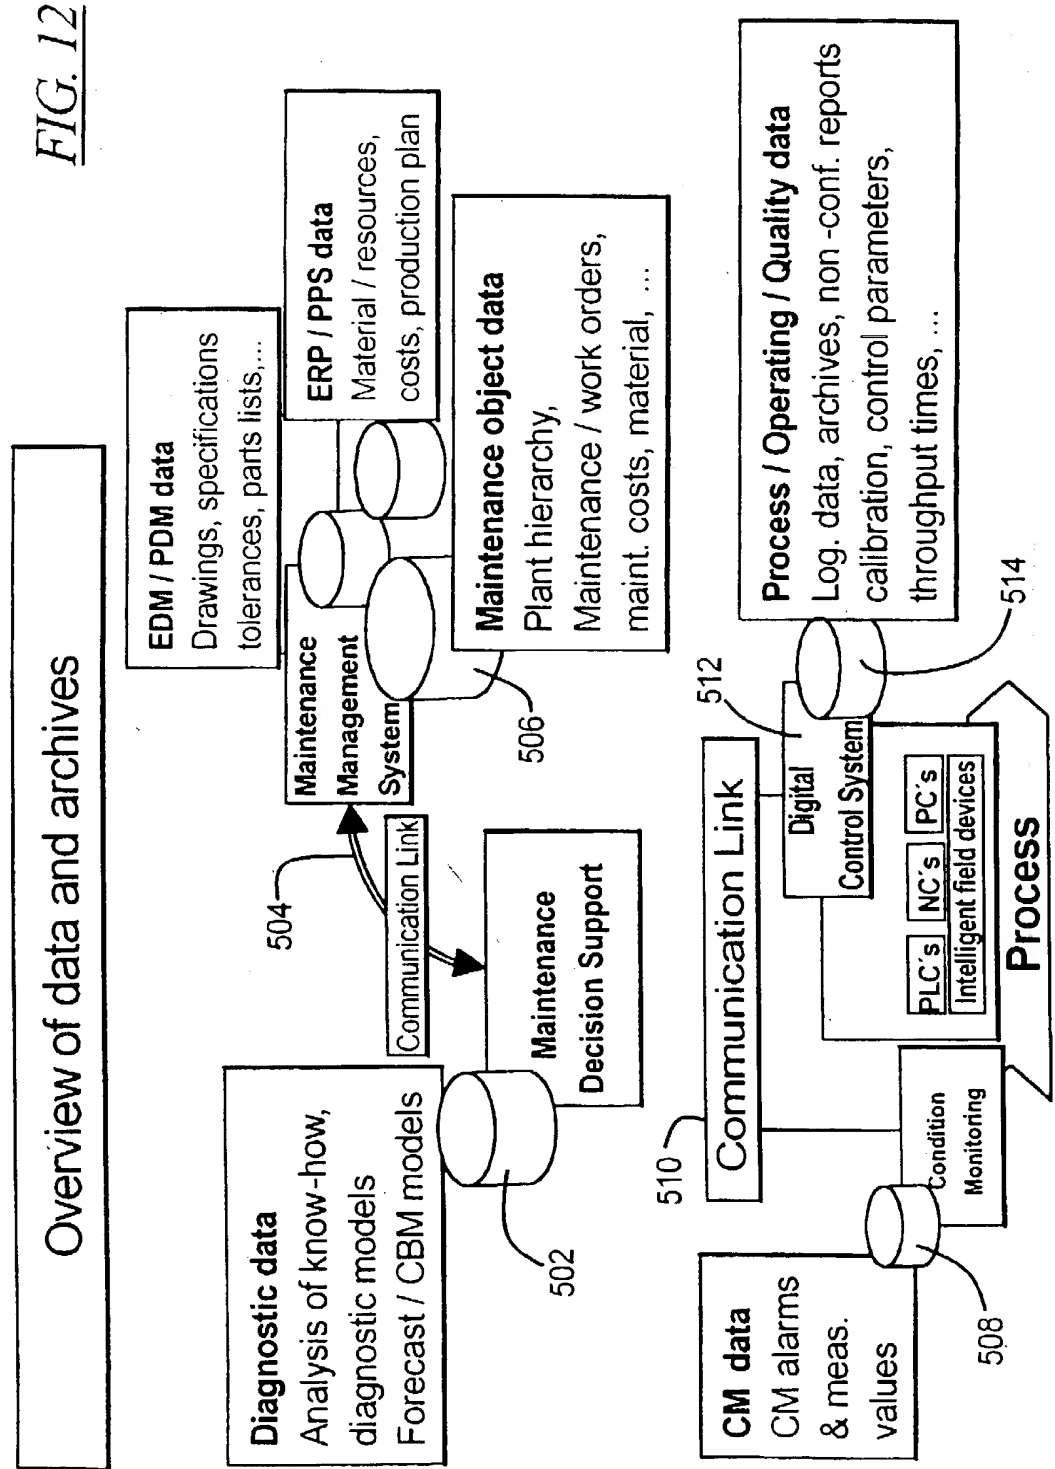 FIG. 12
Overview of data and archives
EDM / PDM data
Drawings, specifications
tolerances, parts lists,...
ERP / PPS data
Material / resources,
costs, production plan
Maintenance
Management
System
Maintenance object data
Plant hierarchy,
Maintenance / work orders,
maint. costs, material, ...
506
504
Communication Link
Diagnostic data
Analysis of know-how,
diagnostic models
Forecast / CBM models
502
Maintenance
Decision Support
510
Communication Link
512
Digital
Control System
514
Process / Operating / Quality data
Log. data, archives, non -conf. reports
calibration, control parameters,
throughput times, ...
CM data
CM alarms
& meas.
values
508
Condition
Monitoring
PLC´s
NC´s
PC´s
Intelligent field devices
Process